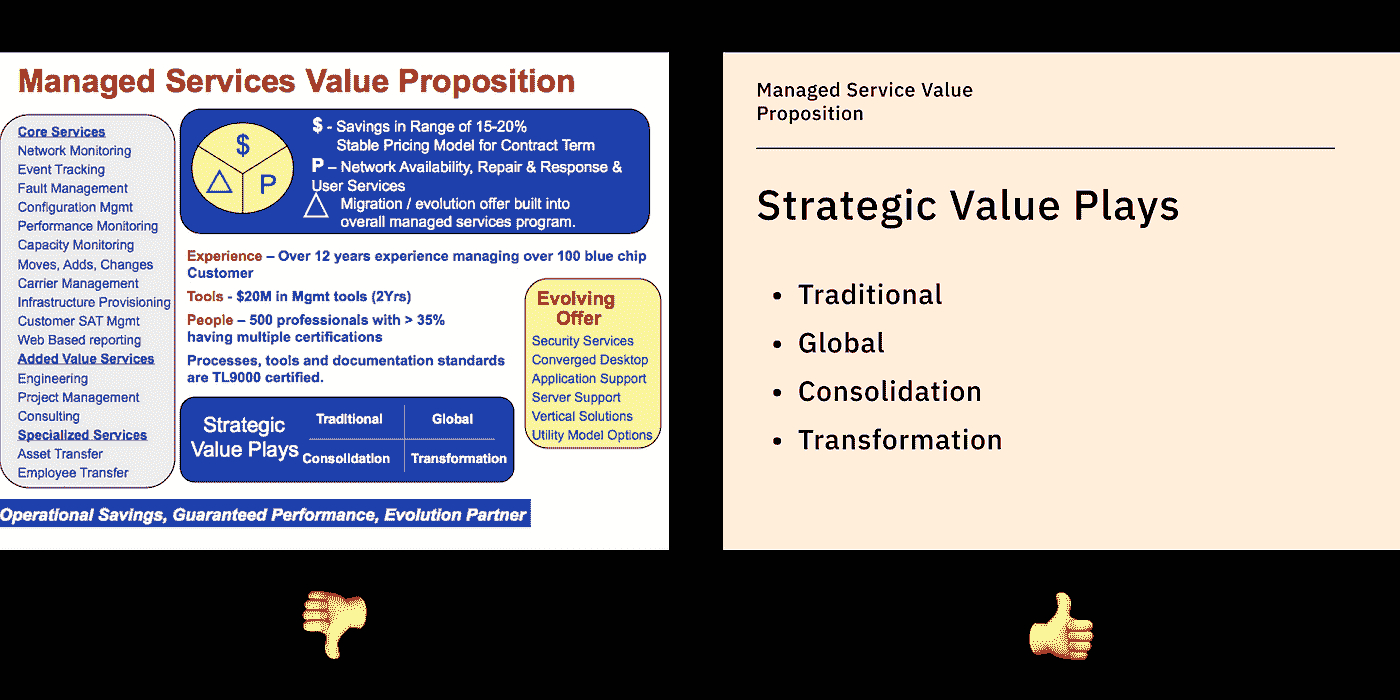 Managed Services Value Proposition
Core Services
Network Monitoring
Event Tracking
Fault Management
Configuration Mgmt
Performance Monitoring
Capacity Monitoring
Moves, Adds, Changes
Carrier Management
Infrastructure Provisioning
Customer SAT Mgmt
Web Based reporting
Added Value Services
Engineering
Project Management
Consulting
Specialized Services
Asset Transfer
Employee Transfer
$
P
$ - Savings in Range of 15-20%
Stable Pricing Model for Contract Term
P – Network Availability, Repair & Response &
User Services
Migration / evolution offer built into
overall managed services program.
Experience – Over 12 years experience managing over 100 blue chip
Customer
Tools - $20M in Mgmt tools (2Yrs)
People – 500 professionals with > 35%
having multiple certifications
Processes, tools and documentation standards
are TL9000 certified.
Evolving
Offer
Security Services
Converged Desktop
Application Support
Server Support
Vertical Solutions
Utility Model Options
Strategic
Value Plays
Traditional
Global
Consolidation
Transformation
Operational Savings, Guaranteed Performance, Evolution Partner
Managed Service Value
Proposition
Strategic Value Plays
• Traditional
• Global
• Consolidation
• Transformation